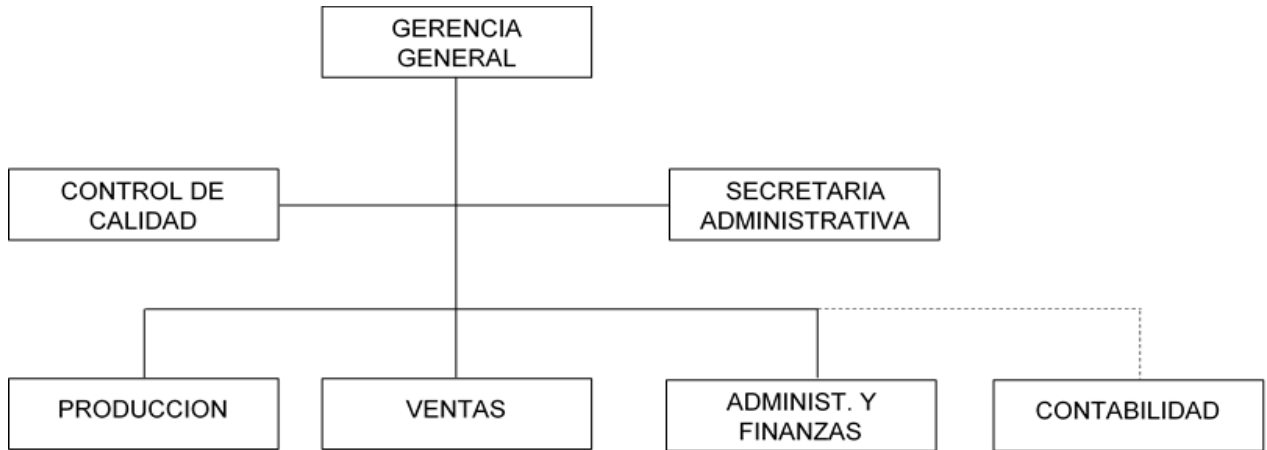 GERENCIA
GENERAL
CONTROL DE
CALIDAD
SECRETARIA
ADMINISTRATIVA
PRODUCCION
VENTAS
ADMINIST. Y
FINANZAS
CONTABILIDAD